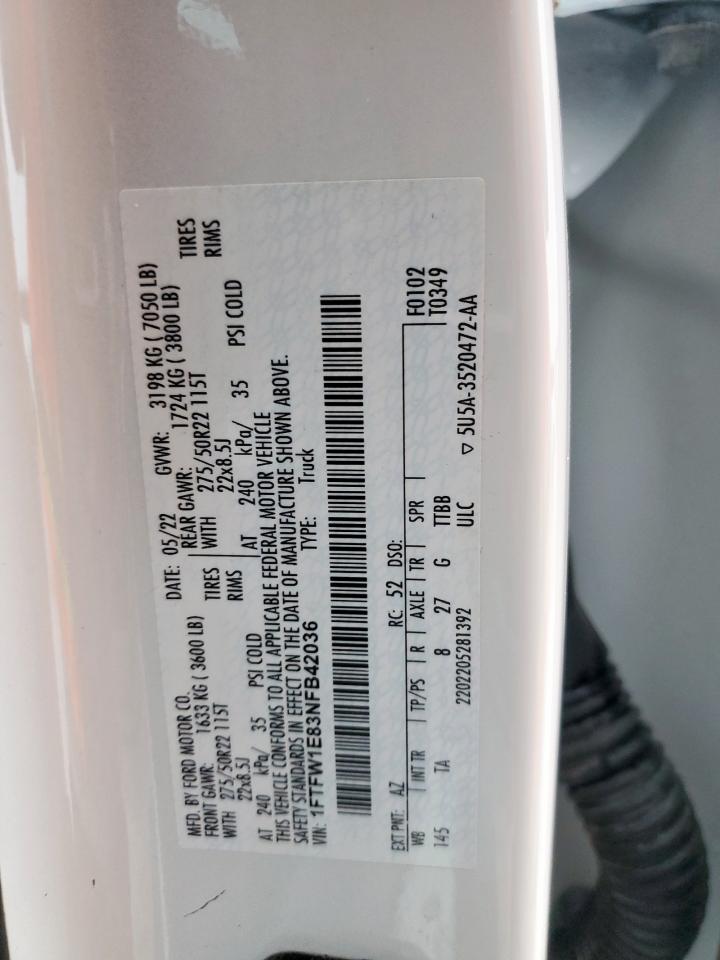 MFD. BY FORD MOTOR CO.
DATE: 05/22 GVWR: 3198 KG ( 7050 LB)
FRONT GAWR: 1633 KG ( 3600 LB) REAR GAWR: 1724 KG ( 3800 LB)
WITH 275/50R22 115T TIRES WITH 275/50R22 115T TIRES
22x8.5J RIMS 22x8.5J RIMS
AT 240 kPa/ 35 PSI COLD AT 240 kPa/ 35 PSI COLD
THIS VEHICLE CONFORMS TO ALL APPLICABLE FEDERAL MOTOR VEHICLE
SAFETY STANDARDS IN EFFECT ON THE DATE OF MANUFACTURE SHOWN ABOVE.
VIN: 1FTFW1E83NFB42036 TYPE: Truck
EXT PNT: AZ RC: 52 DSO: F0102
WB INT TR TP/PS R AXLE TR SPR T0349
145 TA 8 27 G TTBB
2202205281392 ULC ▽ 5U5A-3520472-AA